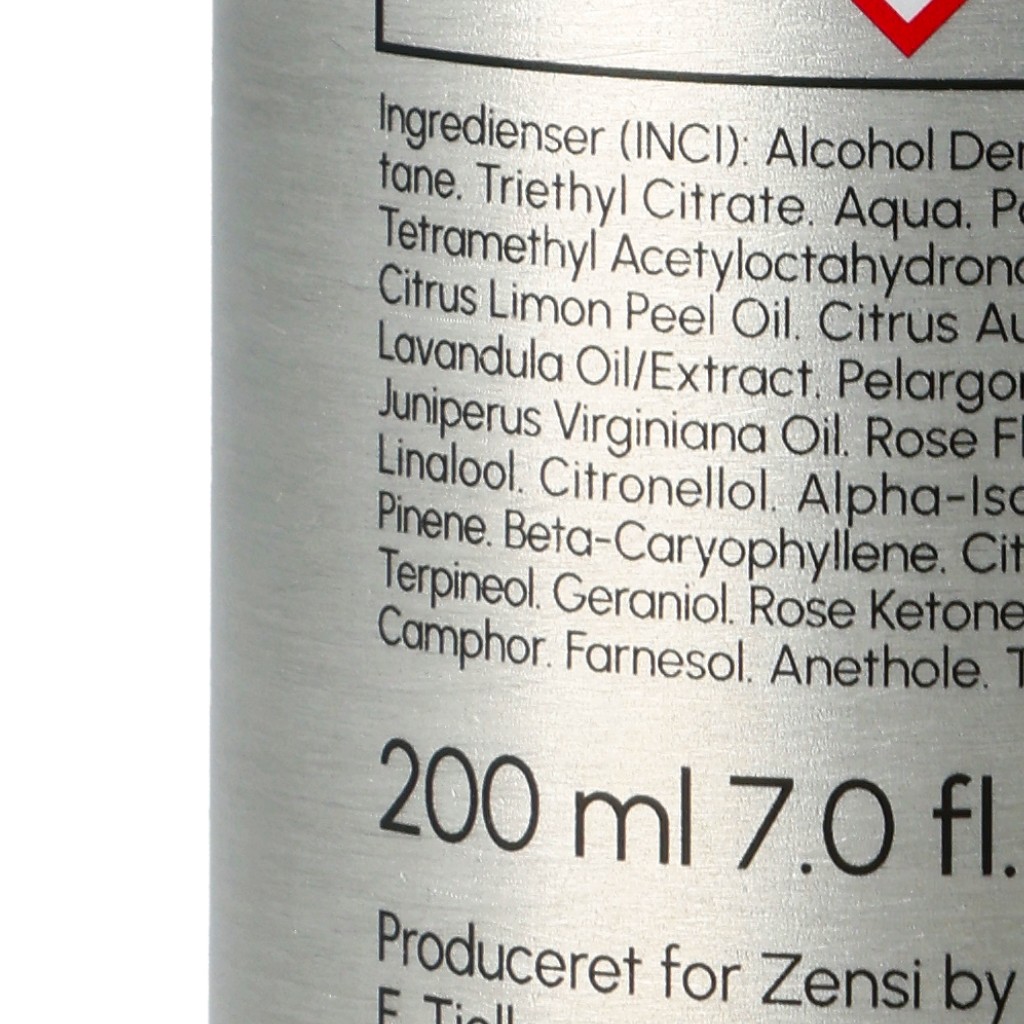 Ingredienser (INCI): Alcohol
tane. Triethyl Citrate. Aqua.
Tetramethyl
Citrus Limon Peel Oil. Citrus
Lavandula Oil/Extract.
Juniperus Virginiana Oil. Rose
Linalool. Citronellol.
Pinene. Beta-Caryophyllene.
Terpineol. Geraniol. Rose Ketone
Camphor. Farnesol. Anethole.
200 ml 7.0 fl.
Produceret for Zensi by